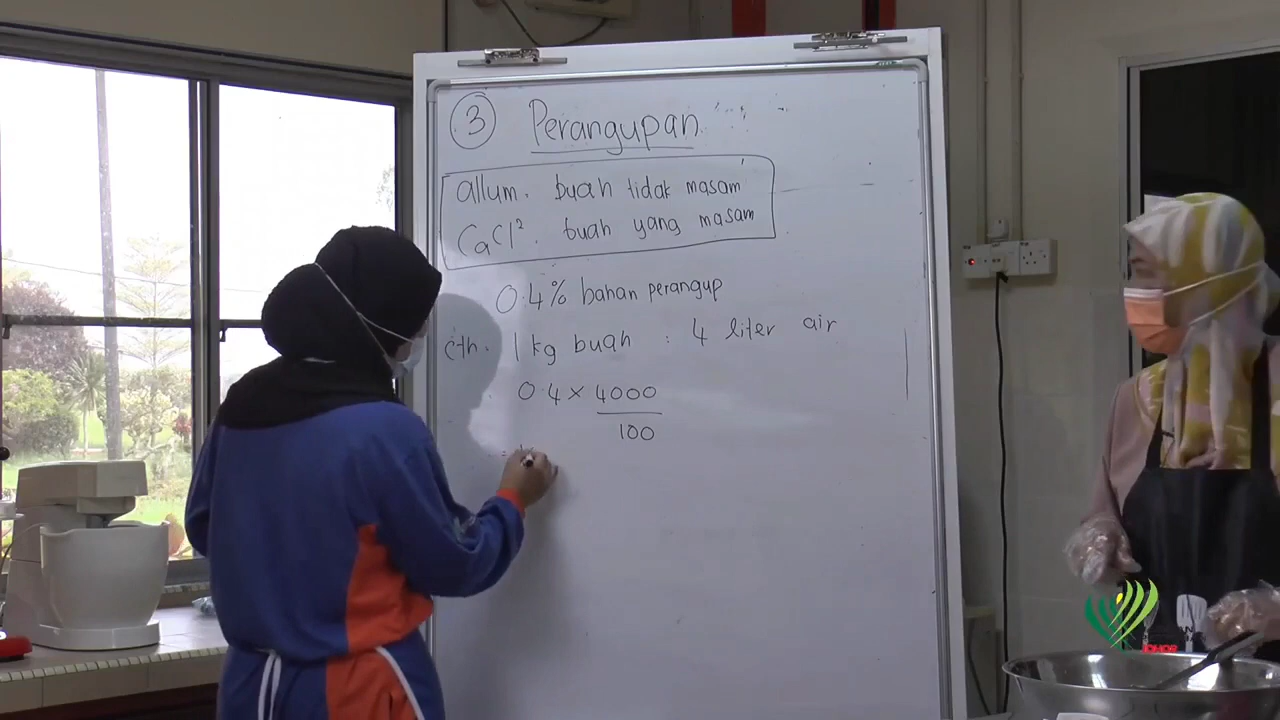 3 Perangupan
allum. buah tidak masam
CaCl². buah yang masam
0.4% bahan perangup
cth. 1 kg buah : 4 liter air
0.4 × 4000
100
=
JOHOR